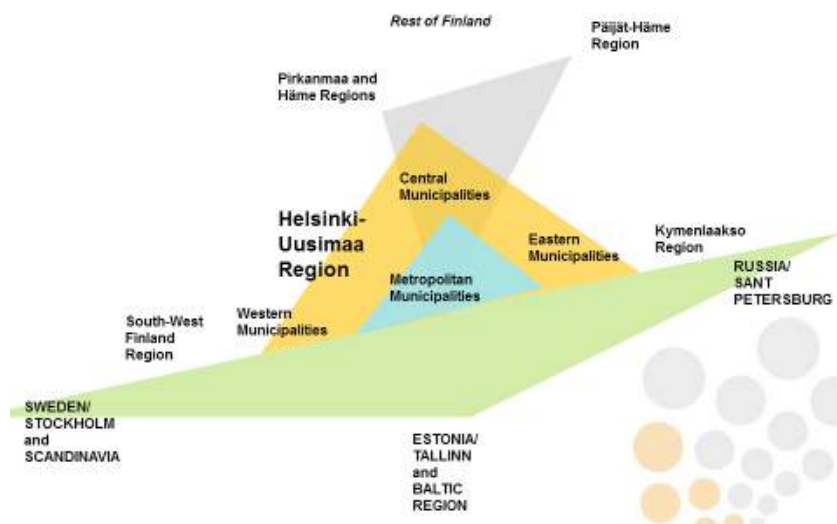 Rest of Finland
Päijät-Häme
Region
Pirkanmaa and
Häme Regions
Central
Municipalities
Helsinki-
Uusimaa
Region
Eastern
Municipalities
Kymenlaakso
Region
Metropolitan
Municipalities
RUSSIA/
SANT
PETERSBURG
Western
Municipalities
South-West
Finland
Region
SWEDEN/
STOCKHOLM
and
SCANDINAVIA
ESTONIA/
TALLINN
and
BALTIC
REGION